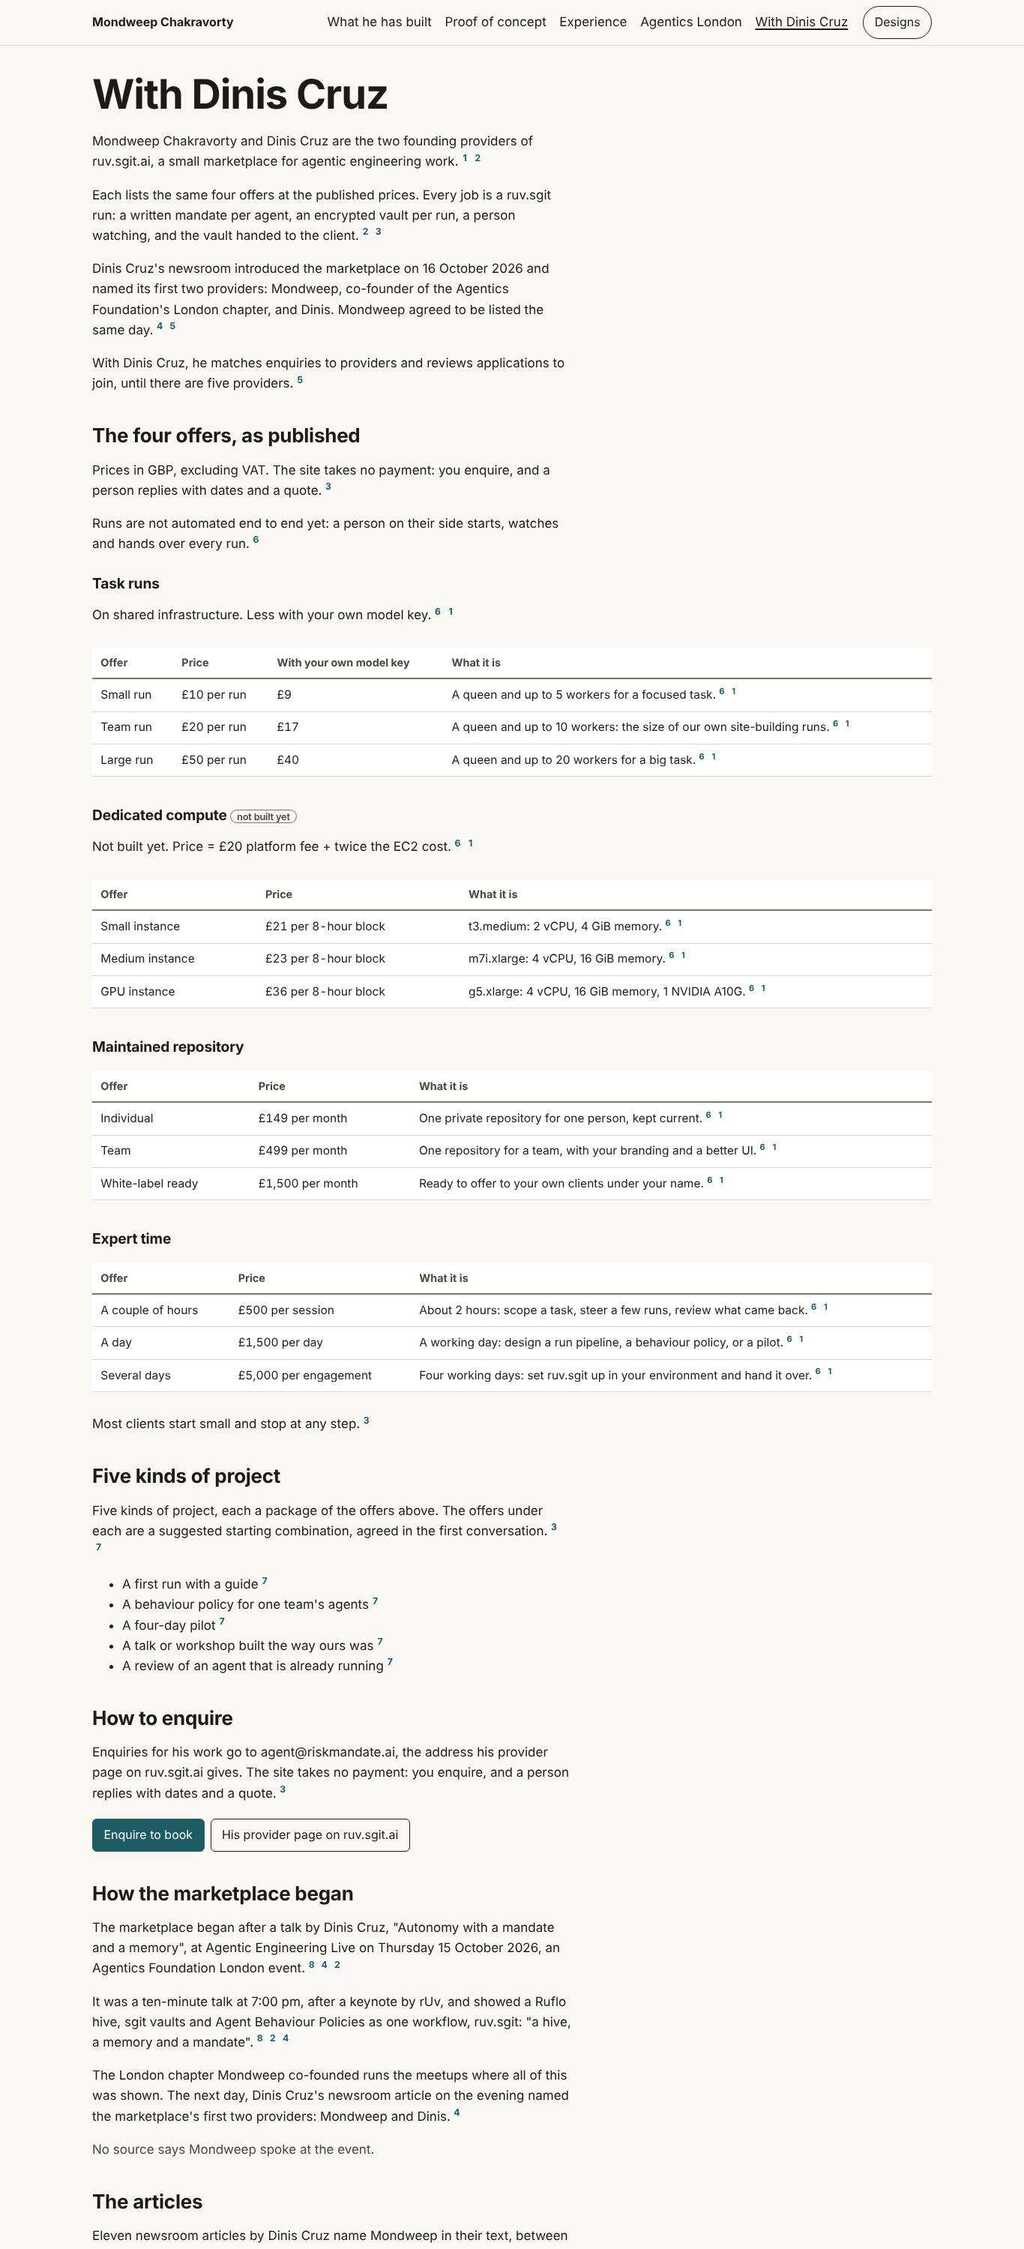 Mondweep Chakravorty
What he has built Proof of concept Experience Agentics London With Dinis Cruz Designs
With Dinis Cruz
Mondweep Chakravorty and Dinis Cruz are the two founding providers of
ruv.sgit.ai, a small marketplace for agentic engineering work. 1 2
Each lists the same four offers at the published prices. Every job is a ruv.sgit
run: a written mandate per agent, an encrypted vault per run, a person
watching, and the vault handed to the client. 2 3
Dinis Cruz's newsroom introduced the marketplace on 16 October 2026 and
named its first two providers: Mondweep, co-founder of the Agentics
Foundation's London chapter, and Dinis. Mondweep agreed to be listed the
same day. 4 5
With Dinis Cruz, he matches enquiries to providers and reviews applications to
join, until there are five providers. 5
The four offers, as published
Prices in GBP, excluding VAT. The site takes no payment: you enquire, and a
person replies with dates and a quote. 3
Runs are not automated end to end yet: a person on their side starts, watches
and hands over every run. 6
Task runs
On shared infrastructure. Less with your own model key. 6 1
Offer Price With your own model key What it is
Small run £10 per run £9 A queen and up to 5 workers for a focused task. 6 1
Team run £20 per run £17 A queen and up to 10 workers: the size of our own site-building runs. 6 1
Large run £50 per run £40 A queen and up to 20 workers for a big task. 6 1
Dedicated compute not built yet
Not built yet. Price = £20 platform fee + twice the EC2 cost. 6 1
Offer Price What it is
Small instance £21 per 8-hour block t3.medium: 2 vCPU, 4 GiB memory. 6 1
Medium instance £23 per 8-hour block m7i.xlarge: 4 vCPU, 16 GiB memory. 6 1
GPU instance £36 per 8-hour block g5.xlarge: 4 vCPU, 16 GiB memory, 1 NVIDIA A10G. 6 1
Maintained repository
Offer Price What it is
Individual £149 per month One private repository for one person, kept current. 6 1
Team £499 per month One repository for a team, with your branding and a better UI. 6 1
White-label ready £1,500 per month Ready to offer to your own clients under your name. 6 1
Expert time
Offer Price What it is
A couple of hours £500 per session About 2 hours: scope a task, steer a few runs, review what came back. 6 1
A day £1,500 per day A working day: design a run pipeline, a behaviour policy, or a pilot. 6 1
Several days £5,000 per engagement Four working days: set ruv.sgit up in your environment and hand it over. 6 1
Most clients start small and stop at any step. 3
Five kinds of project
Five kinds of project, each a package of the offers above. The offers under
each are a suggested starting combination, agreed in the first conversation. 3
7
• A first run with a guide 7
• A behaviour policy for one team's agents 7
• A four-day pilot 7
• A talk or workshop built the way ours was 7
• A review of an agent that is already running 7
How to enquire
Enquiries for his work go to agent@riskmandate.ai, the address his provider
page on ruv.sgit.ai gives. The site takes no payment: you enquire, and a person
replies with dates and a quote. 3
Enquire to book His provider page on ruv.sgit.ai
How the marketplace began
The marketplace began after a talk by Dinis Cruz, "Autonomy with a mandate
and a memory", at Agentic Engineering Live on Thursday 15 October 2026, an
Agentics Foundation London event. 8 4 2
It was a ten-minute talk at 7:00 pm, after a keynote by rUv, and showed a Ruflo
hive, sgit vaults and Agent Behaviour Policies as one workflow, ruv.sgit: "a hive,
a memory and a mandate". 8 2 4
The London chapter Mondweep co-founded runs the meetups where all of this
was shown. The next day, Dinis Cruz's newsroom article on the evening named
the marketplace's first two providers: Mondweep and Dinis. 4
No source says Mondweep spoke at the event.
The articles
Eleven newsroom articles by Dinis Cruz name Mondweep in their text, between